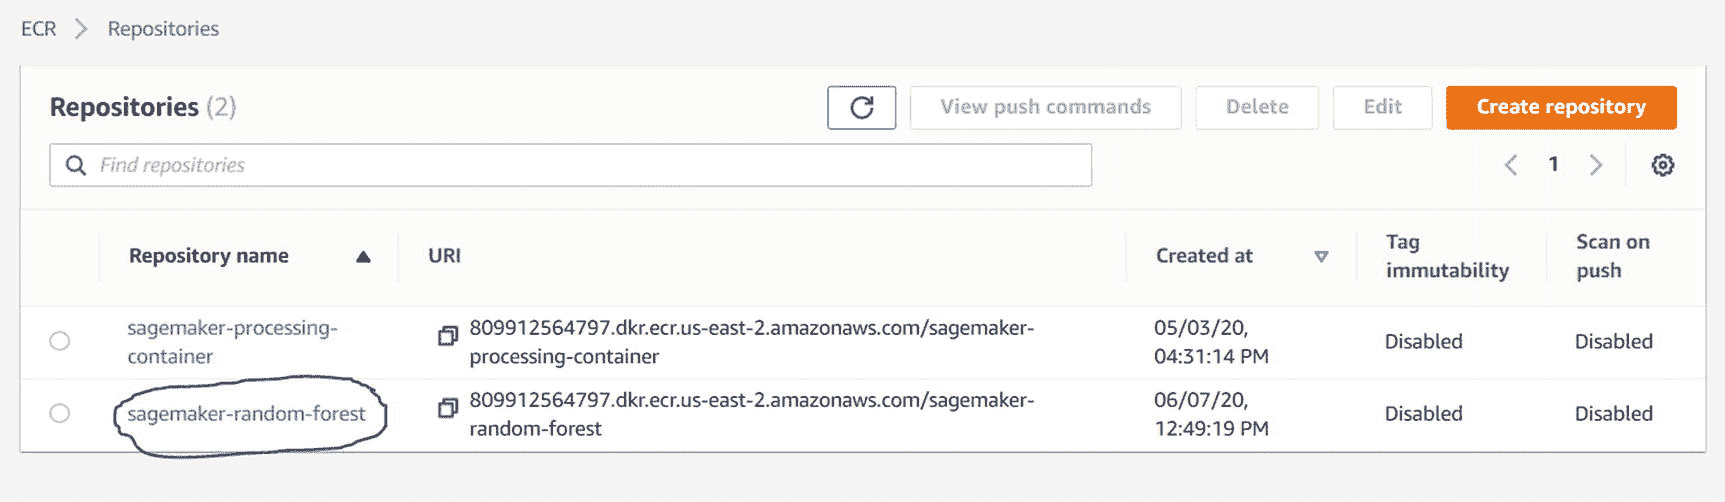 ECR > Repositories
Repositories (2)
View push commands
Delete
Edit
Create repository
Find repositories
1
Repository name
URI
Created at
Tag
immutability
Scan on
push
sagemaker-processing-
container
809912564797.dkr.ecr.us-east-2.amazonaws.com/sagemaker-
processing-container
05/03/20,
04:31:14 PM
Disabled
Disabled
sagemaker-random-forest
809912564797.dkr.ecr.us-east-2.amazonaws.com/sagemaker-
random-forest
06/07/20,
12:49:19 PM
Disabled
Disabled